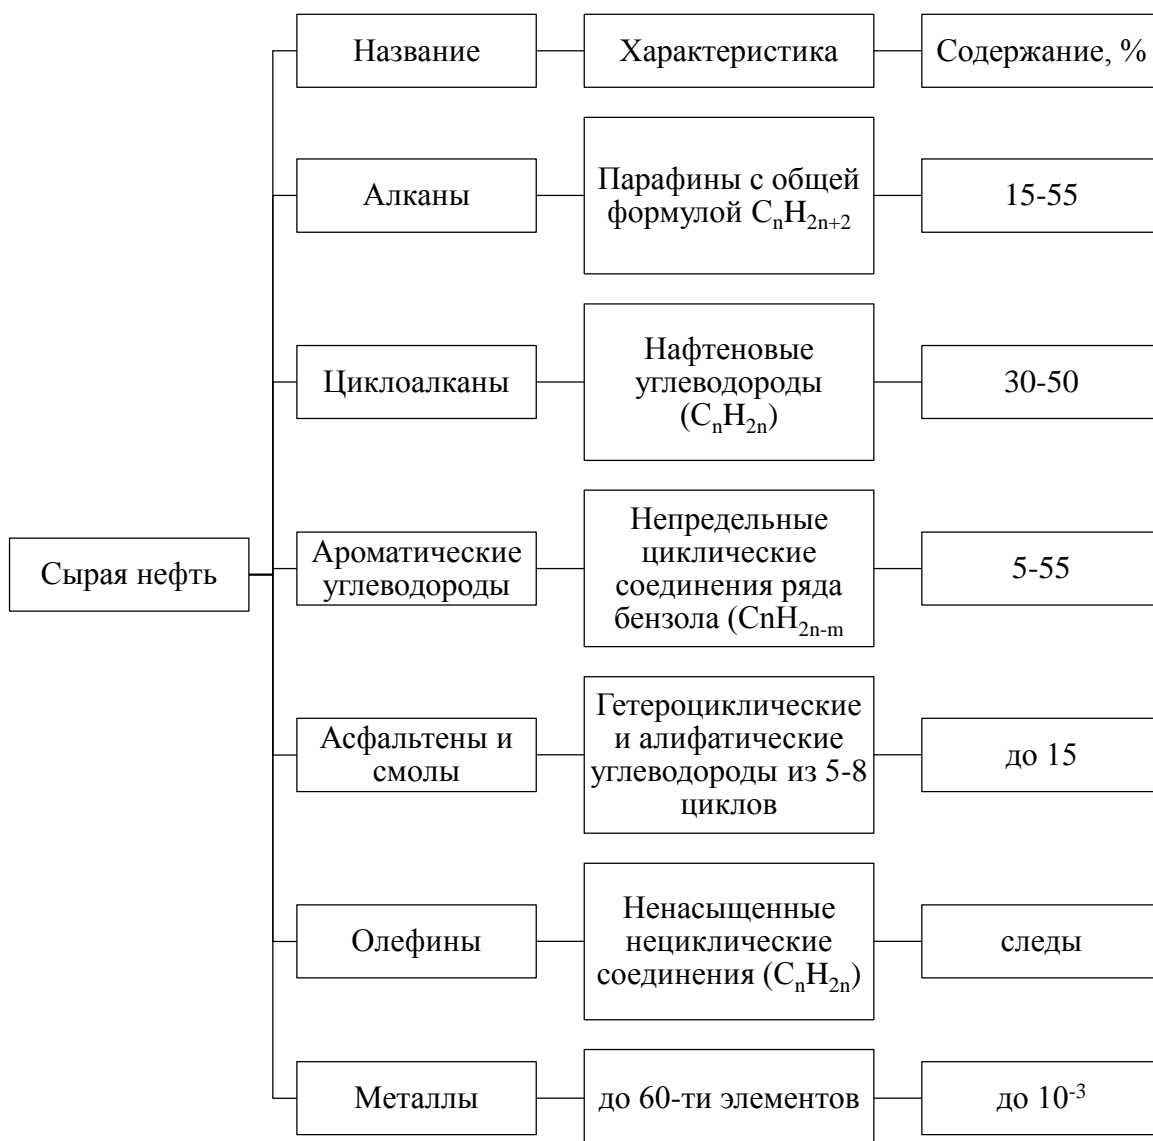 Название
Характеристика
Содержание, %
Алканы
Парафины с общей
формулой CₙH₂ₙ₊₂
15-55
Циклоалканы
Нафтеновые
углеводороды
(CₙH₂ₙ)
30-50
Сырая нефть
Ароматические
углеводороды
Непредельные
циклические
соединения ряда
бензола (CnH₂ₙ₋ₘ
5-55
Асфальтены и
смолы
Гетероциклические
и алифатические
углеводороды из 5-8
циклов
до 15
Олефины
Ненасыщенные
нециклические
соединения (CₙH₂ₙ)
следы
Металлы
до 60-ти элементов
до 10⁻³